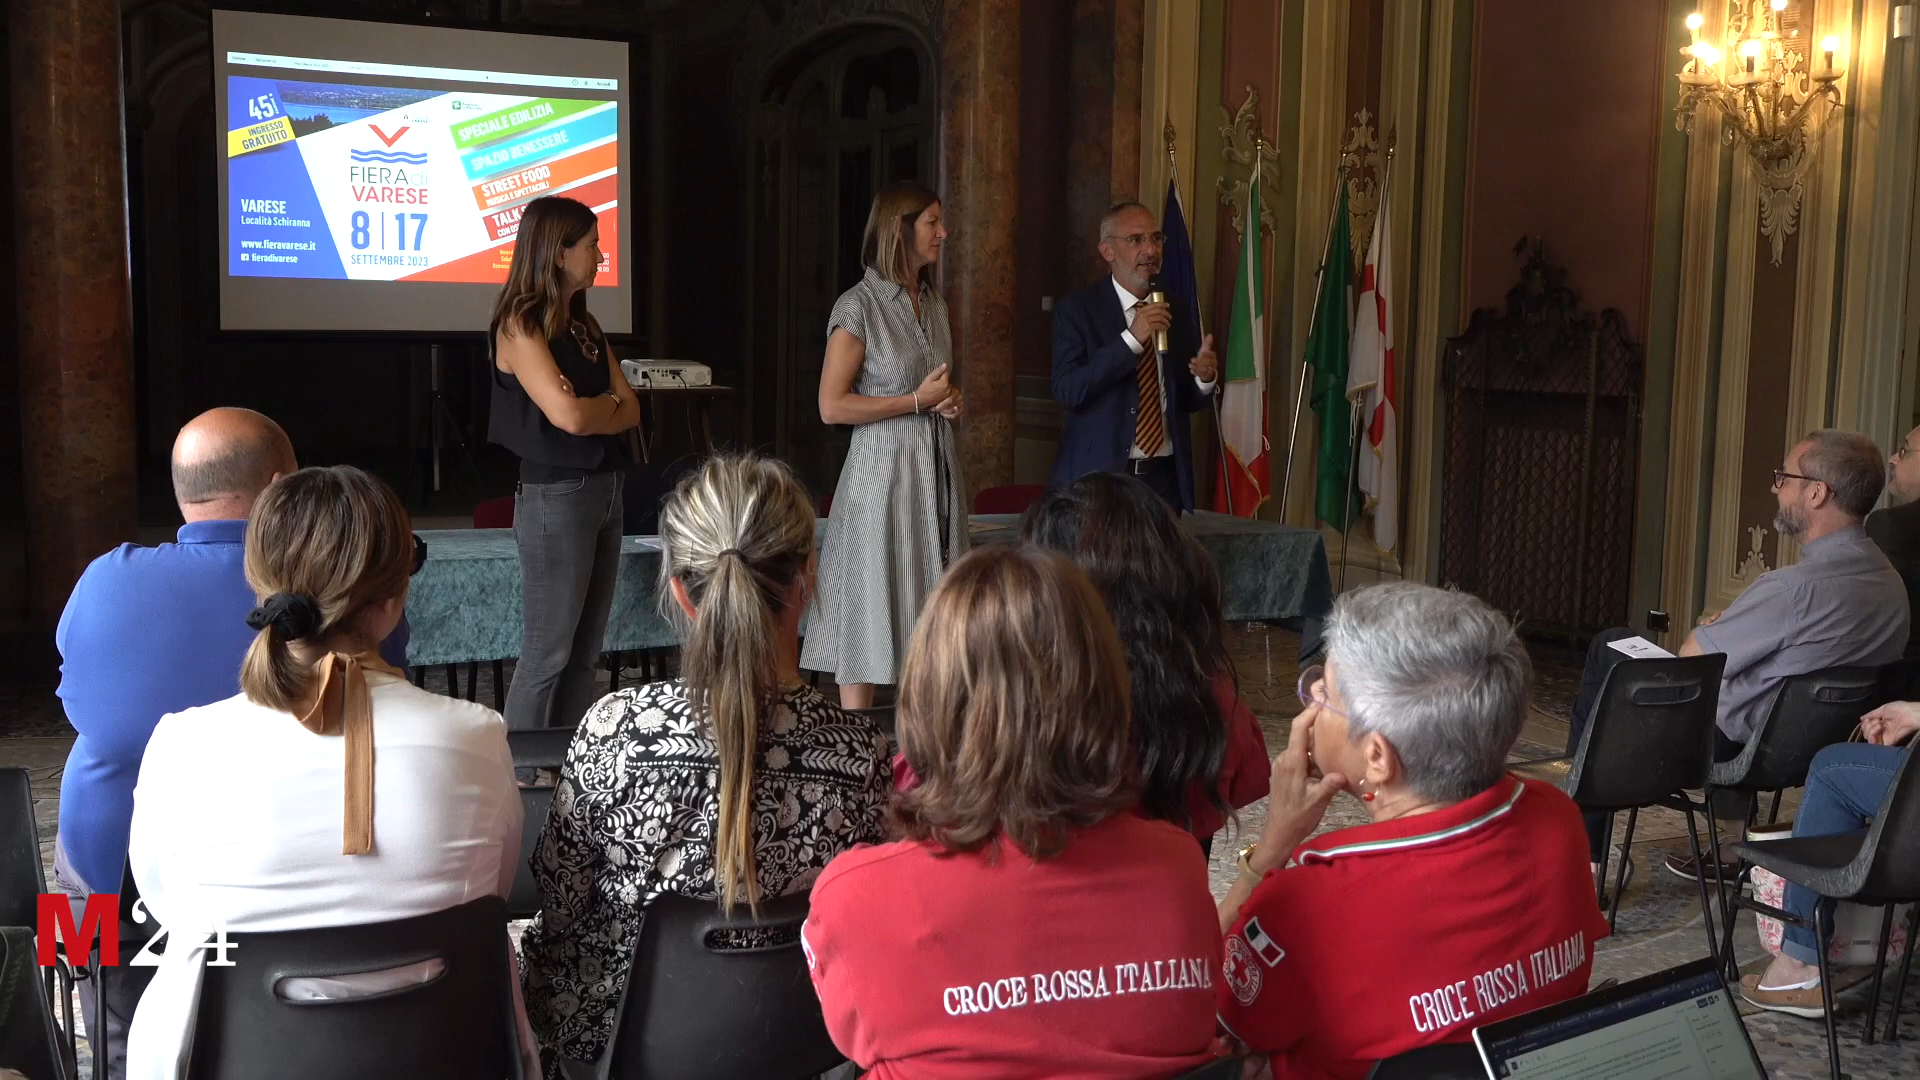 45
INGRESSO
GRATUITO
VARESE
Località Schiranna
www.fieravarese.it
fieradivarese
FIERA di
VARESE
8 | 17
SETTEMBRE 2023
SPECIALE EDILIZIA
SPAZIO BENESSERE
STREET FOOD
MUSICA E SPETTACOLI
TALK
M24
CROCE ROSSA ITALIANA
CROCE ROSSA ITALIANA